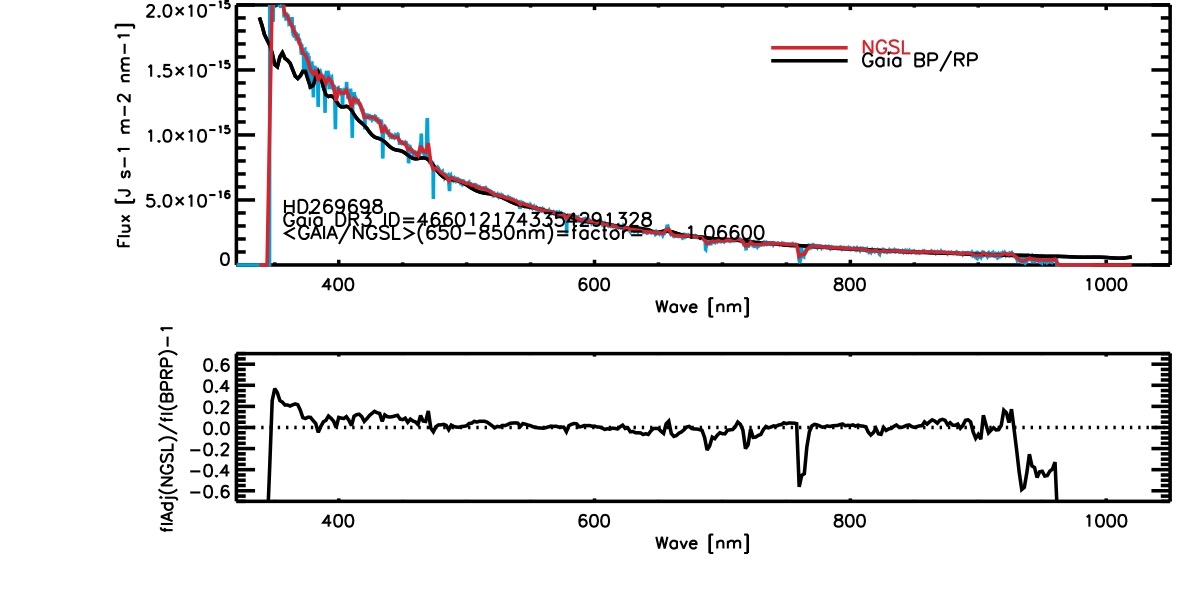 2.0×10−15
1.5×10−15
1.0×10−15
5.0×10−16
0
Flux [J s−1 m−2 nm−1]
NGSL
Gaia BP/RP
HD269698
Gaia DR3 ID=4660121743354291328
<GAIA/NGSL>(650−850nm)=factor= 1.06600
400 600 800 1000
Wave [nm]
0.6
0.4
0.2
0.0
−0.2
−0.4
−0.6
flAdj(NGSL)/fl(BPRP)−1
400 600 800 1000
Wave [nm]